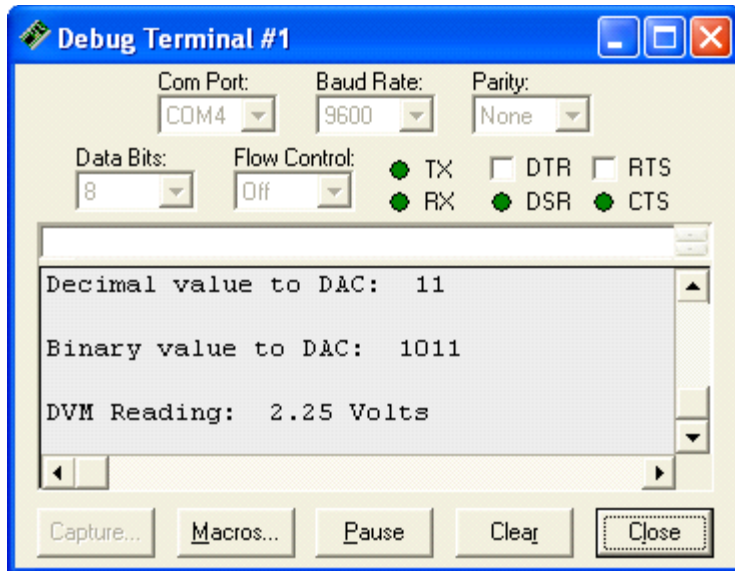 Debug Terminal #1
Com Port: Baud Rate: Parity:
COM4 9600 None
Data Bits: Flow Control: TX DTR RTS
8 Off RX DSR CTS
Decimal value to DAC:  11
Binary value to DAC:  1011
DVM Reading:  2.25 Volts
Capture... Macros... Pause Clear Close